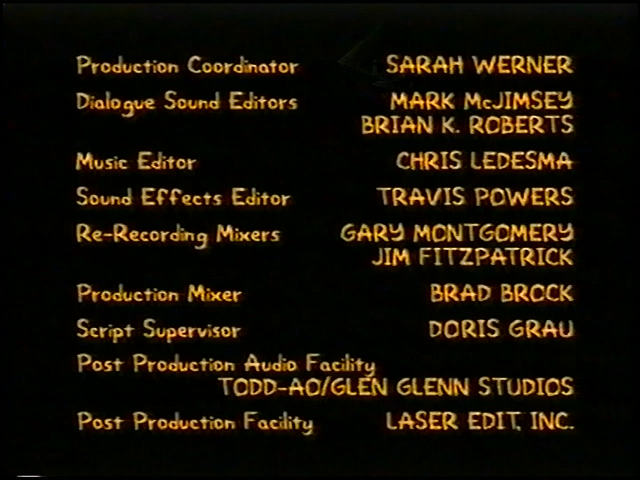 Production Coordinator SARAH WERNER
Dialogue Sound Editors MARK McJIMSEY
BRIAN K. ROBERTS
Music Editor CHRIS LEDESMA
Sound Effects Editor TRAVIS POWERS
Re-Recording Mixers GARY MONTGOMERY
JIM FITZPATRICK
Production Mixer BRAD BROCK
Script Supervisor DORIS GRAU
Post Production Audio Facility
TODD-AO/GLEN GLENN STUDIOS
Post Production Facility LASER EDIT, INC.